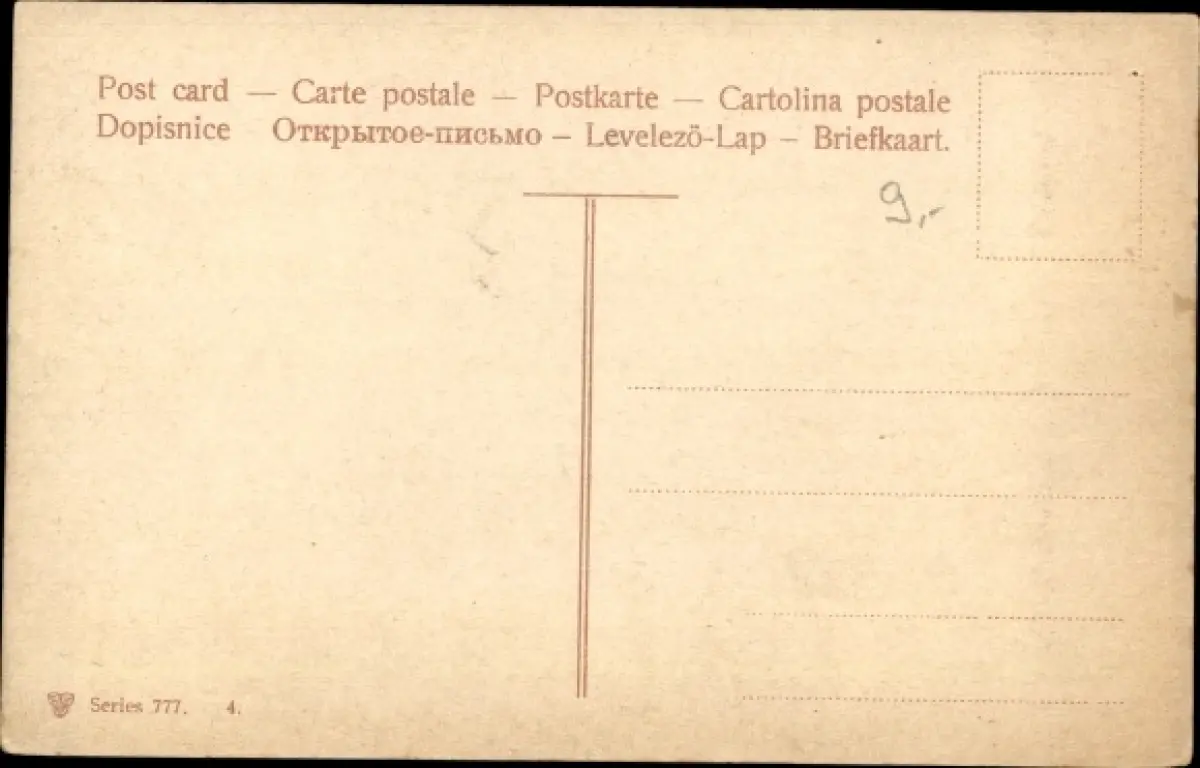 Post card — Carte postale — Postkarte — Cartolina postale
Dopisnice Открытое-письмо – Levelezö-Lap – Briefkaart.
9,-
Series 777. 4.